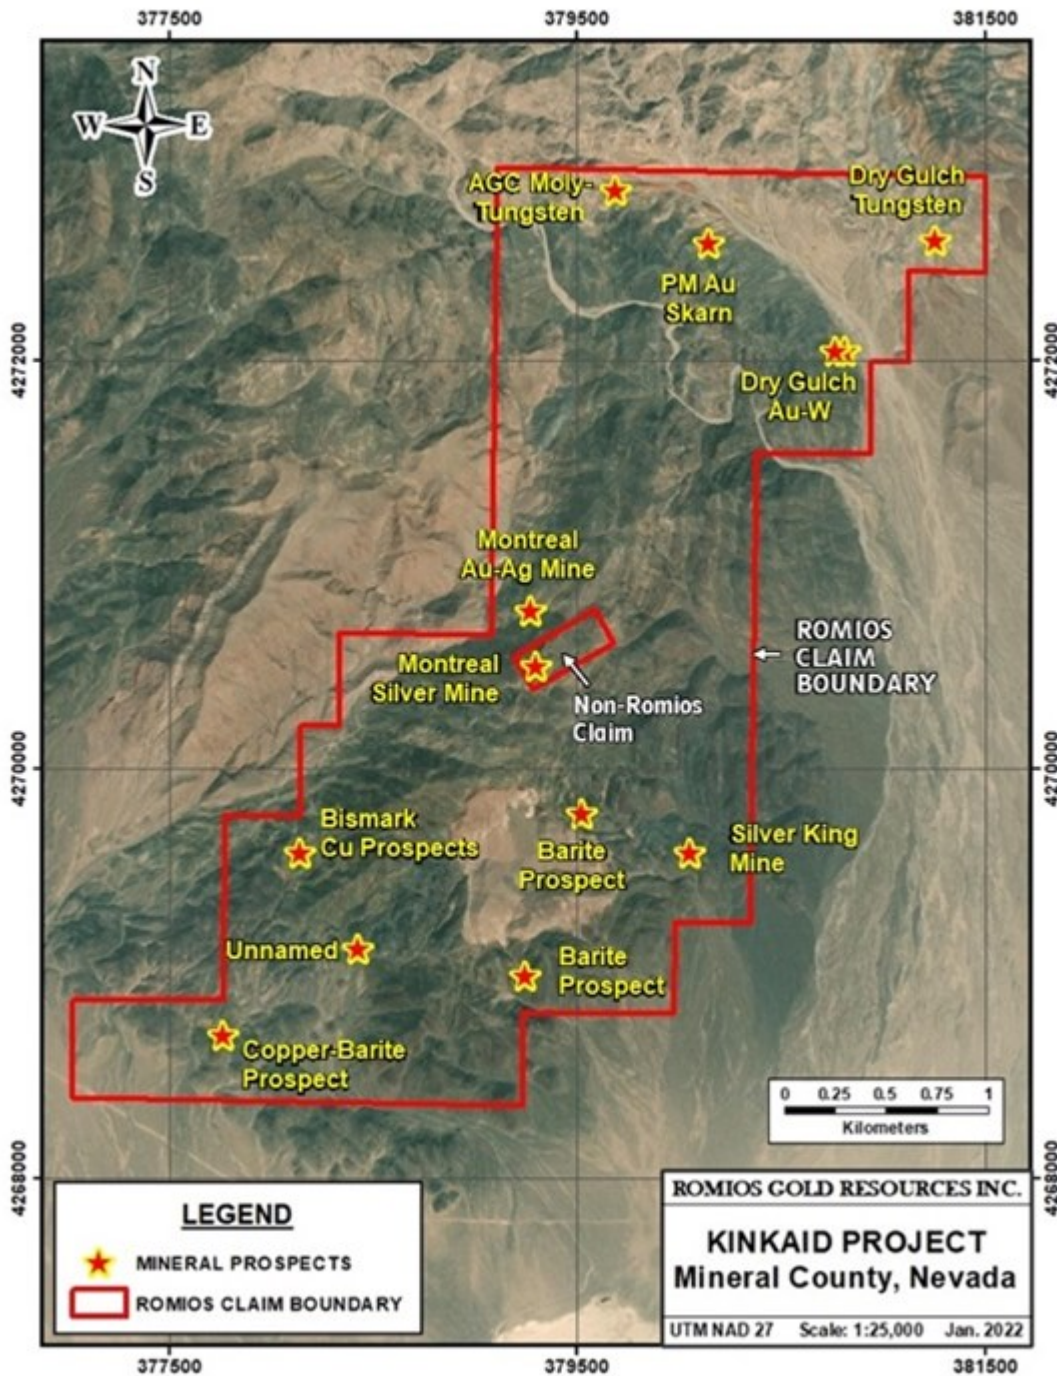 377500
379500
381500
N
W
E
S
AGC Moly-
Tungsten
Dry Gulch
Tungsten
PM Au
Skarn
4272000
4272000
Dry Gulch
Au-W
Montreal
Au-Ag Mine
ROMIOS
CLAIM
BOUNDARY
Montreal
Silver Mine
Non-Romios
Claim
4270000
4270000
Bismark
Cu Prospects
Barite
Prospect
Silver King
Mine
Unnamed
Barite
Prospect
Copper-Barite
Prospect
0 0.25 0.5 0.75 1
Kilometers
4268000
4268000
LEGEND
MINERAL PROSPECTS
ROMIOS CLAIM BOUNDARY
ROMIOS GOLD RESOURCES INC.
KINKAID PROJECT
Mineral County, Nevada
UTM NAD 27 Scale: 1:25,000 Jan. 2022
377500
379500
381500